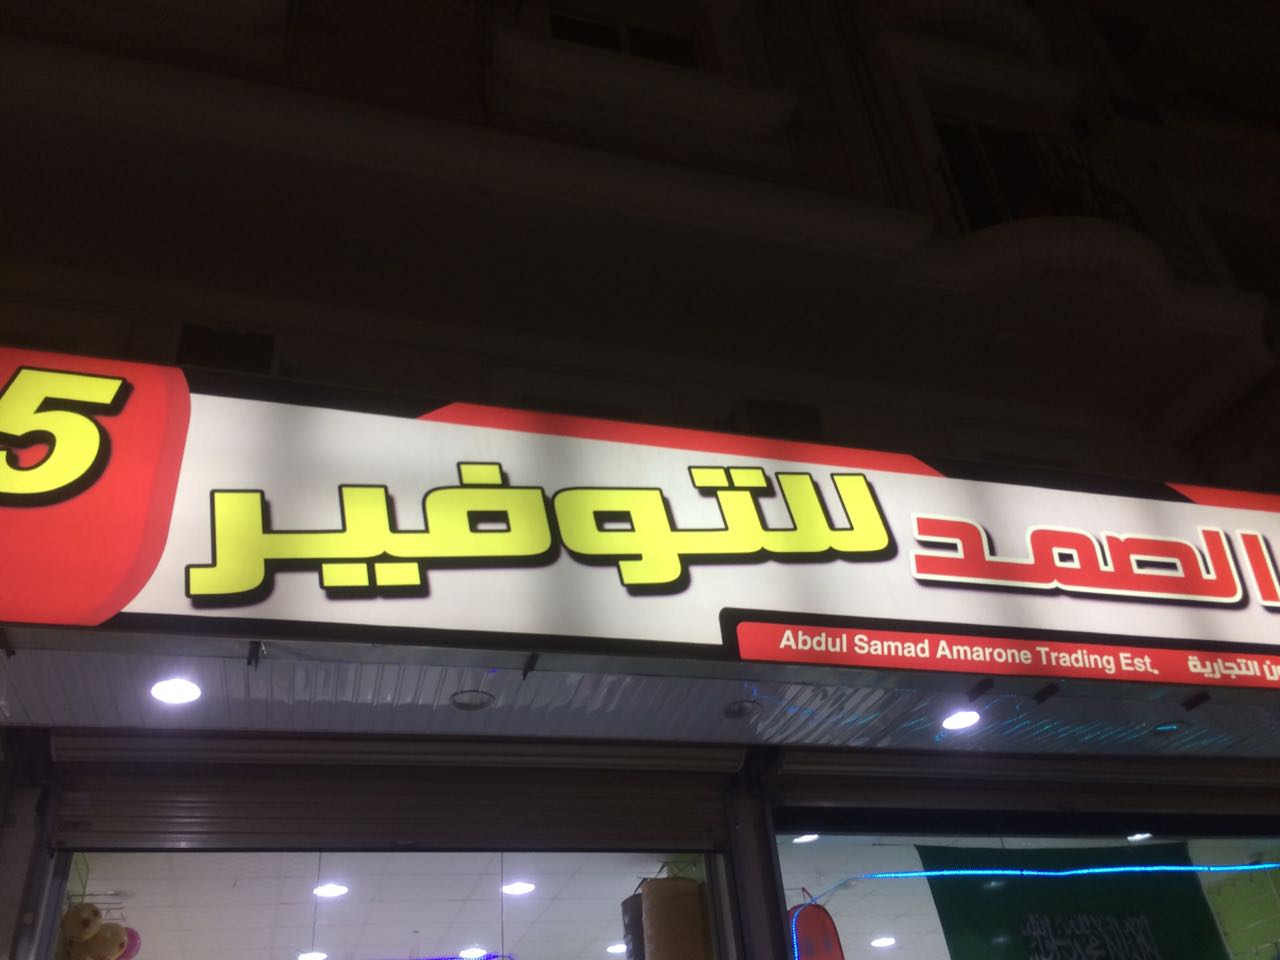 الصمد للتوفير 5
Abdul Samad Amarone Trading Est. التجارية